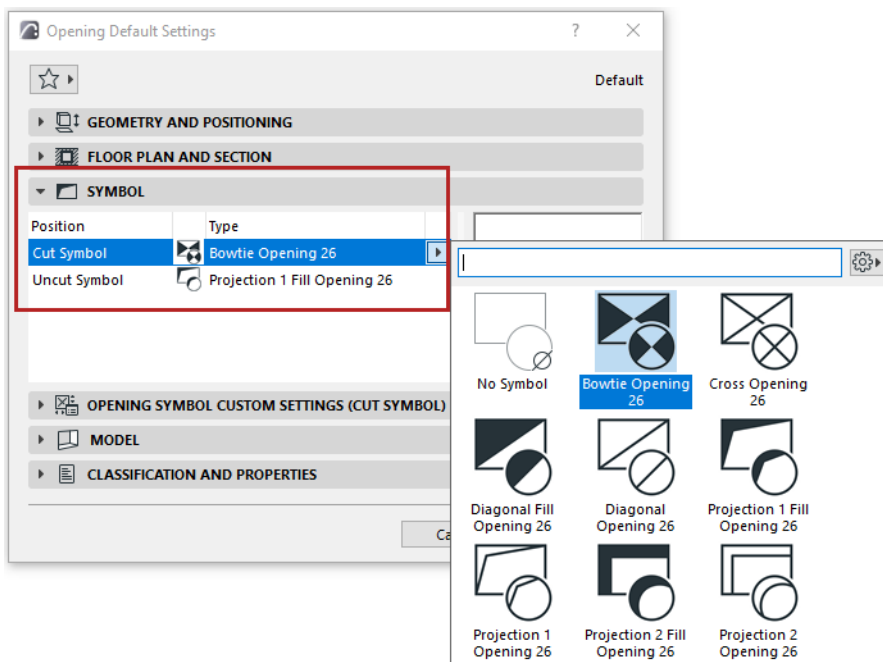 Opening Default Settings
?
Default
GEOMETRY AND POSITIONING
FLOOR PLAN AND SECTION
SYMBOL
Position Type
Cut Symbol Bowtie Opening 26
Uncut Symbol Projection 1 Fill Opening 26
OPENING SYMBOL CUSTOM SETTINGS (CUT SYMBOL)
MODEL
CLASSIFICATION AND PROPERTIES
Ca
No Symbol
Bowtie Opening
26
Cross Opening
26
Diagonal Fill
Opening 26
Diagonal
Opening 26
Projection 1 Fill
Opening 26
Projection 1
Opening 26
Projection 2 Fill
Opening 26
Projection 2
Opening 26